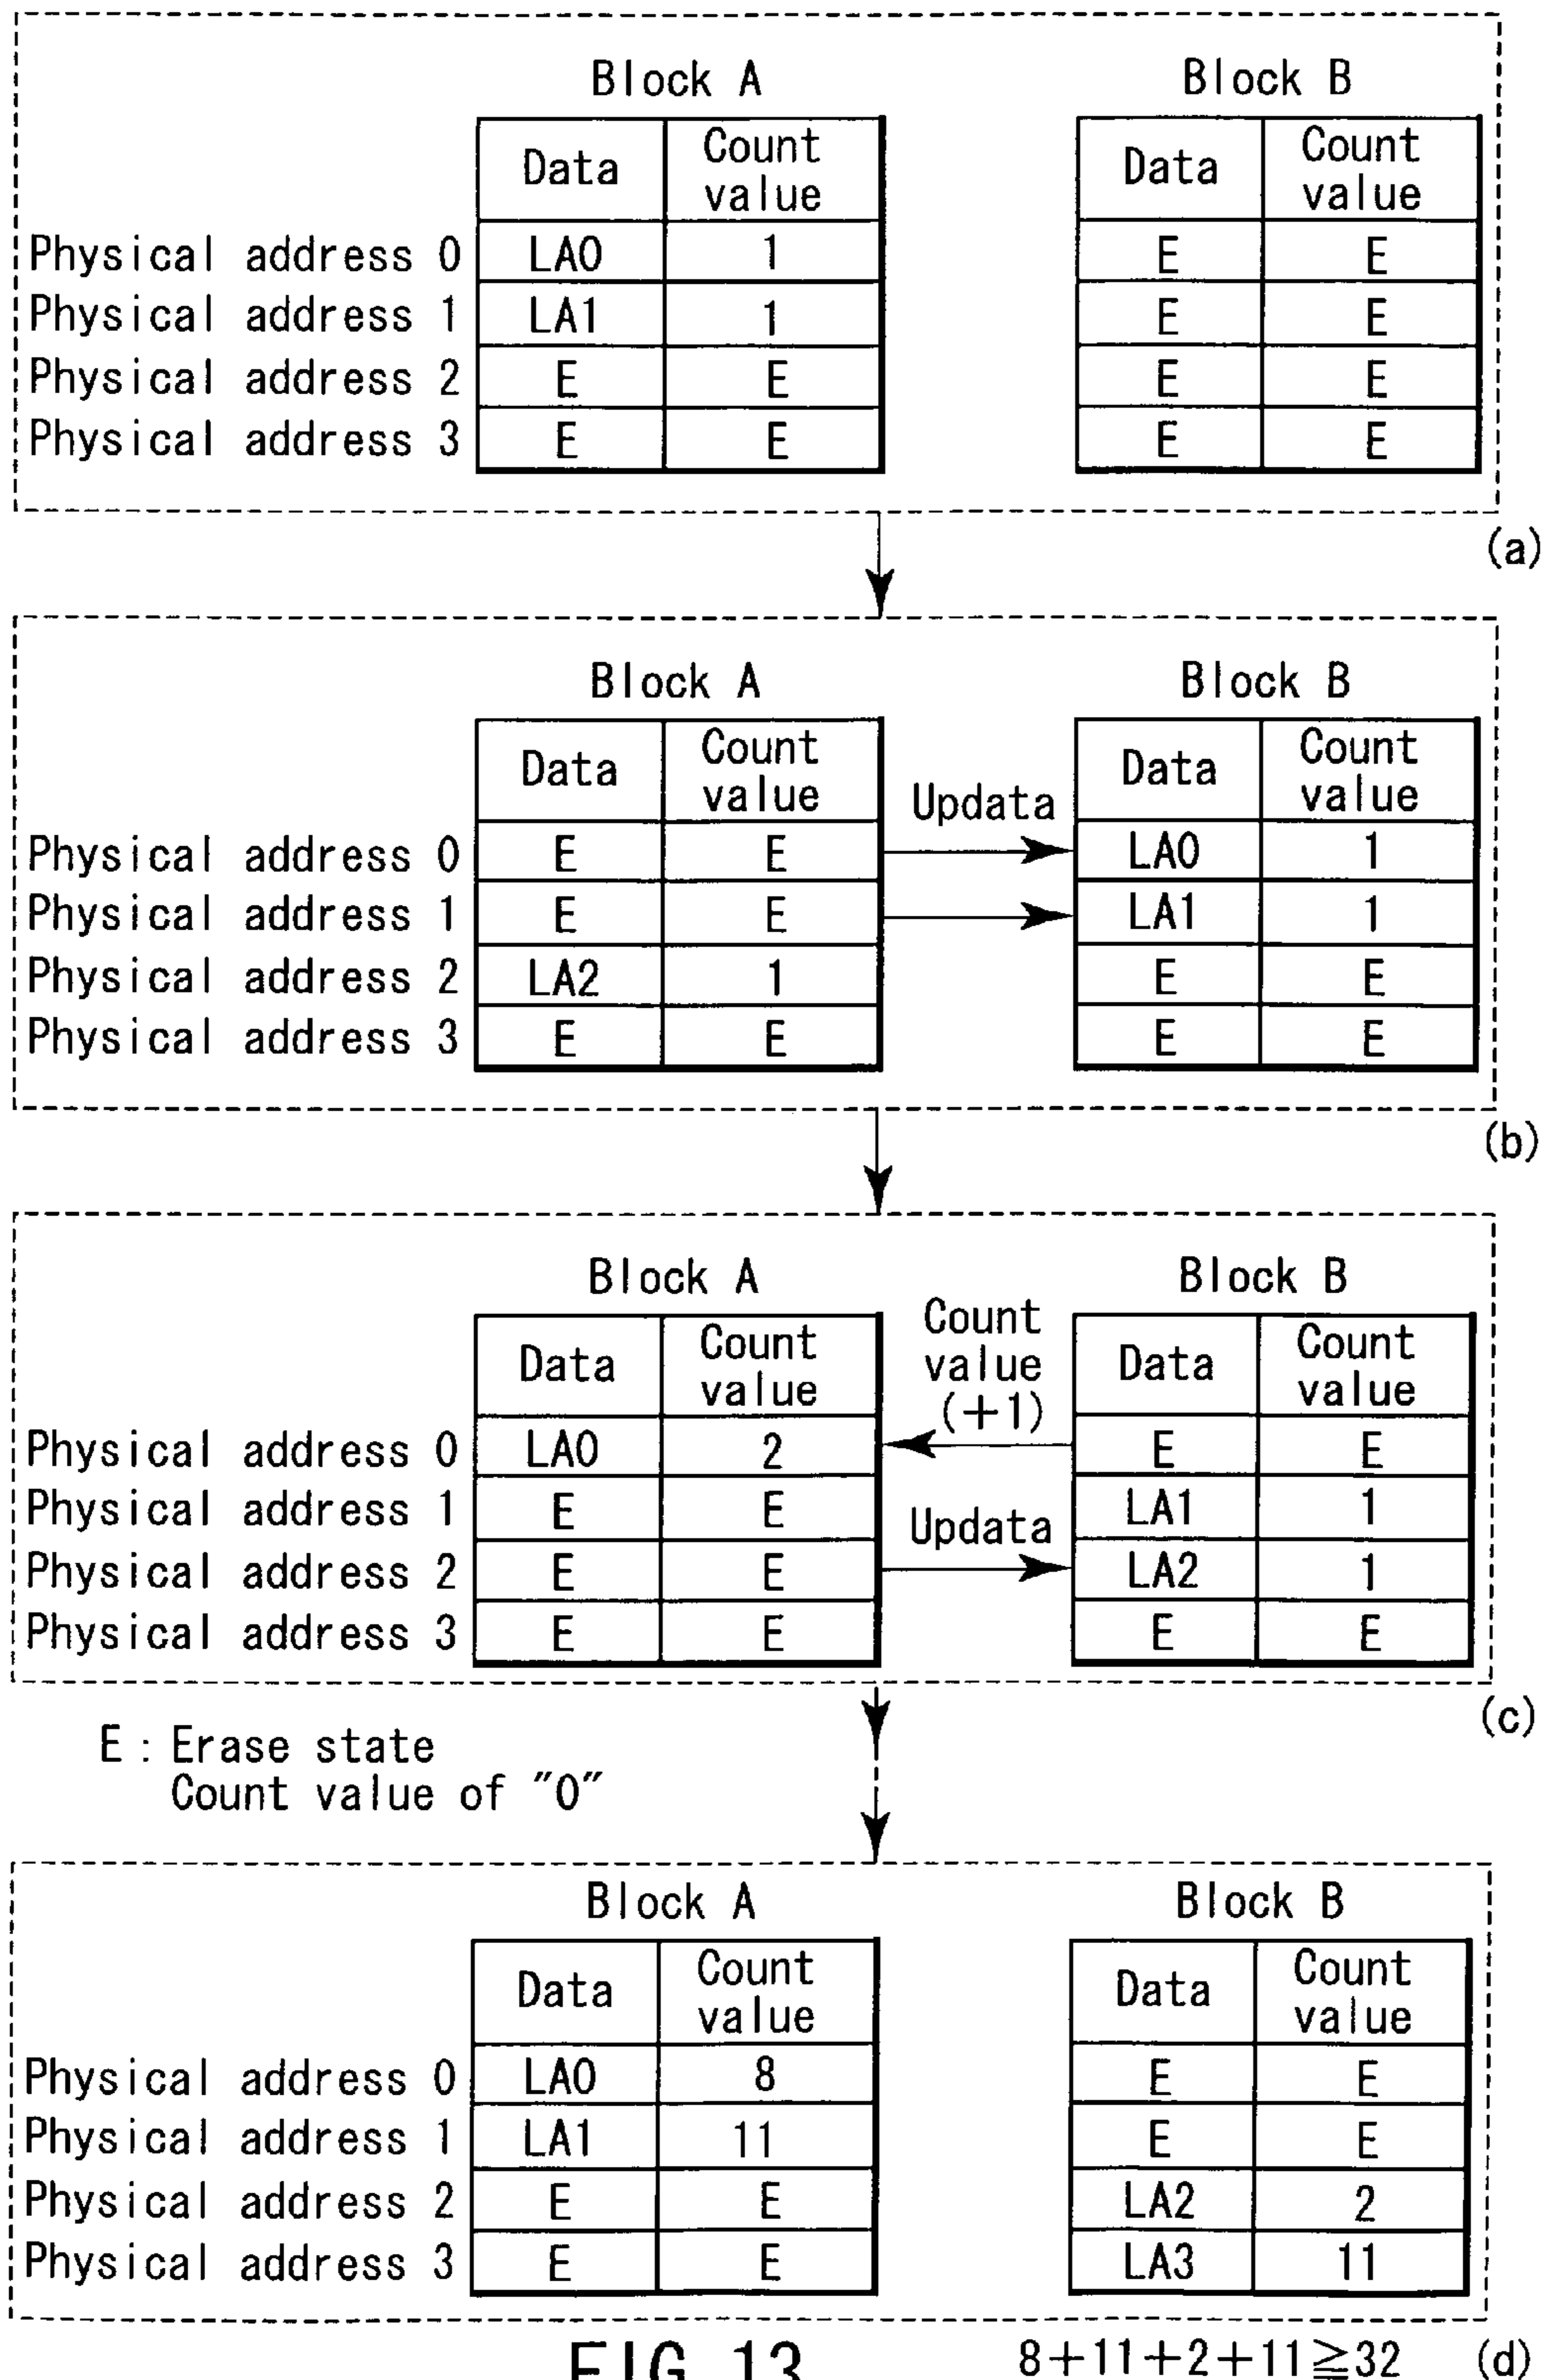 Block A Block B
Data Count value Data Count value
Physical address 0 LA0 1 E E
Physical address 1 LA1 1 E E
Physical address 2 E E E E
Physical address 3 E E E E
(a)
Block A Block B
Data Count value Updata Data Count value
Physical address 0 E E LA0 1
Physical address 1 E E LA1 1
Physical address 2 LA2 1 E E
Physical address 3 E E E E
(b)
Block A Block B
Data Count value Count value (+1) Data Count value
Physical address 0 LA0 2 E E
Physical address 1 E E Updata LA1 1
Physical address 2 E E LA2 1
Physical address 3 E E E E
(c)
E : Erase state
Count value of "0"
Block A Block B
Data Count value Data Count value
Physical address 0 LA0 8 E E
Physical address 1 LA1 11 E E
Physical address 2 E E LA2 2
Physical address 3 E E LA3 11
FIG. 13 8+11+2+11≧32 (d)